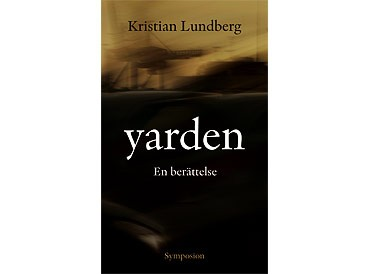 Kristian Lundberg
yarden
En berättelse
Symposion